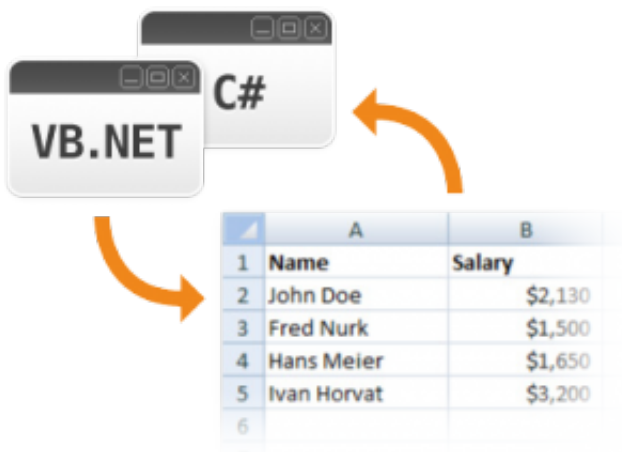 C#
VB.NET
A B
1 Name Salary
2 John Doe $2,130
3 Fred Nurk $1,500
4 Hans Meier $1,650
5 Ivan Horvat $3,200
6